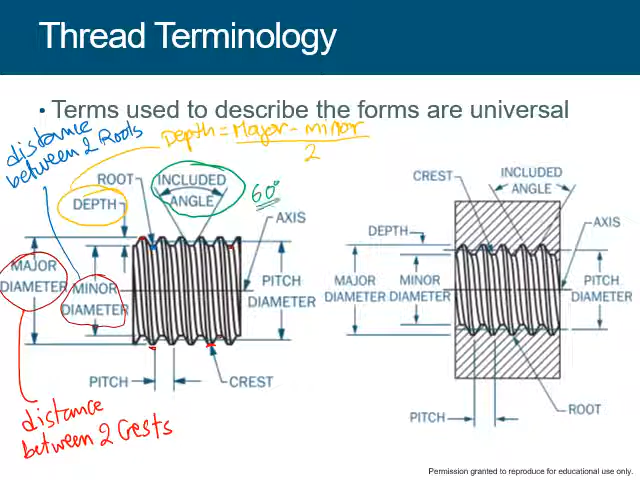 Thread Terminology
• Terms used to describe the forms are universal
distance
between 2 Roots
Depth = Major - minor
2
ROOT
INCLUDED
ANGLE
60°
DEPTH
AXIS
MAJOR
DIAMETER
MINOR
DIAMETER
PITCH
DIAMETER
PITCH
CREST
distance
between 2 Crests
CREST
INCLUDED
ANGLE
DEPTH
AXIS
MAJOR
DIAMETER
MINOR
DIAMETER
PITCH
DIAMETER
PITCH
ROOT
Permission granted to reproduce for educational use only.